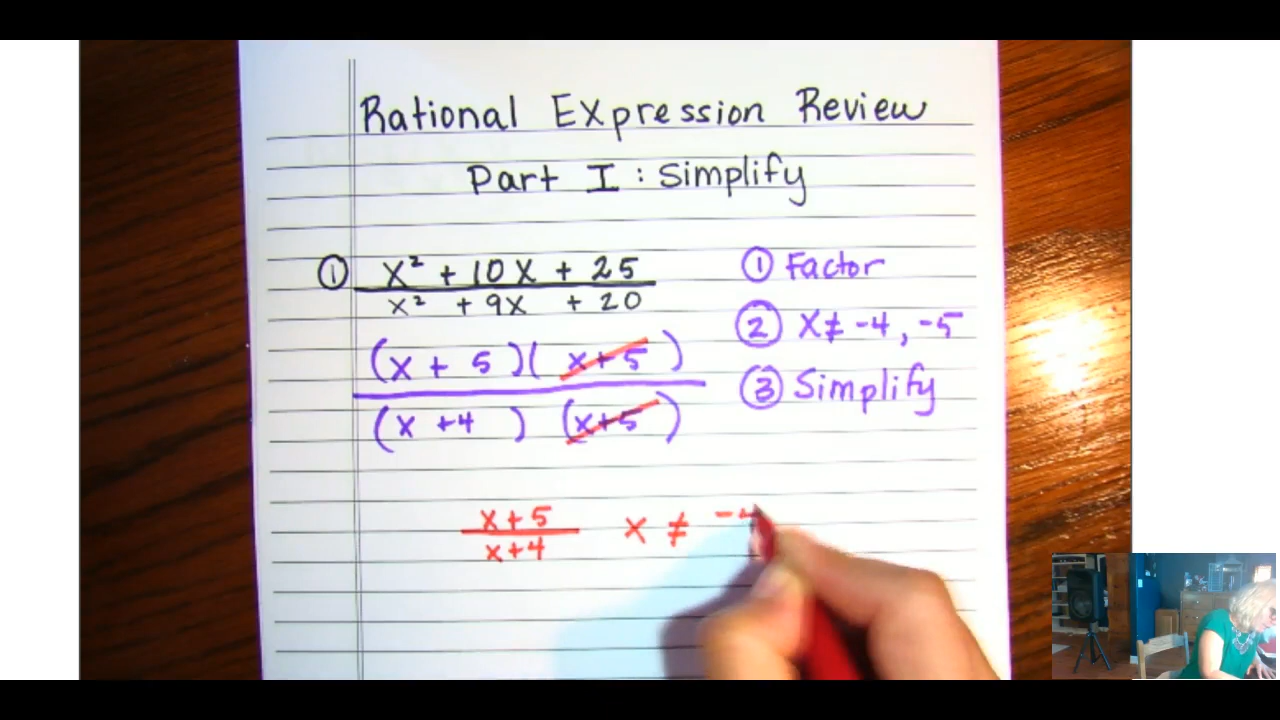 Rational Expression Review
Part I : Simplify
① x² + 10x + 25
x² + 9x + 20
(x + 5)(x + 5)
(x + 4) (x + 5)
① Factor
② x ≠ -4, -5
③ Simplify
x + 5
x + 4
x ≠ -4